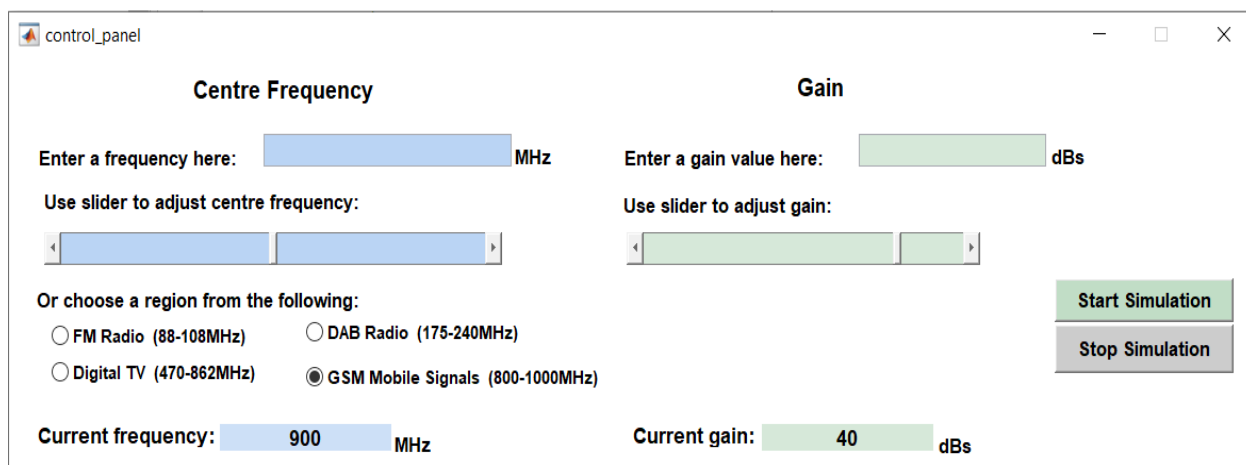 control_panel
Centre Frequency
Gain
Enter a frequency here:
MHz
Enter a gain value here:
dBs
Use slider to adjust centre frequency:
Use slider to adjust gain:
Or choose a region from the following:
FM Radio (88-108MHz)
DAB Radio (175-240MHz)
Digital TV (470-862MHz)
GSM Mobile Signals (800-1000MHz)
Start Simulation
Stop Simulation
Current frequency: 900 MHz
Current gain: 40 dBs